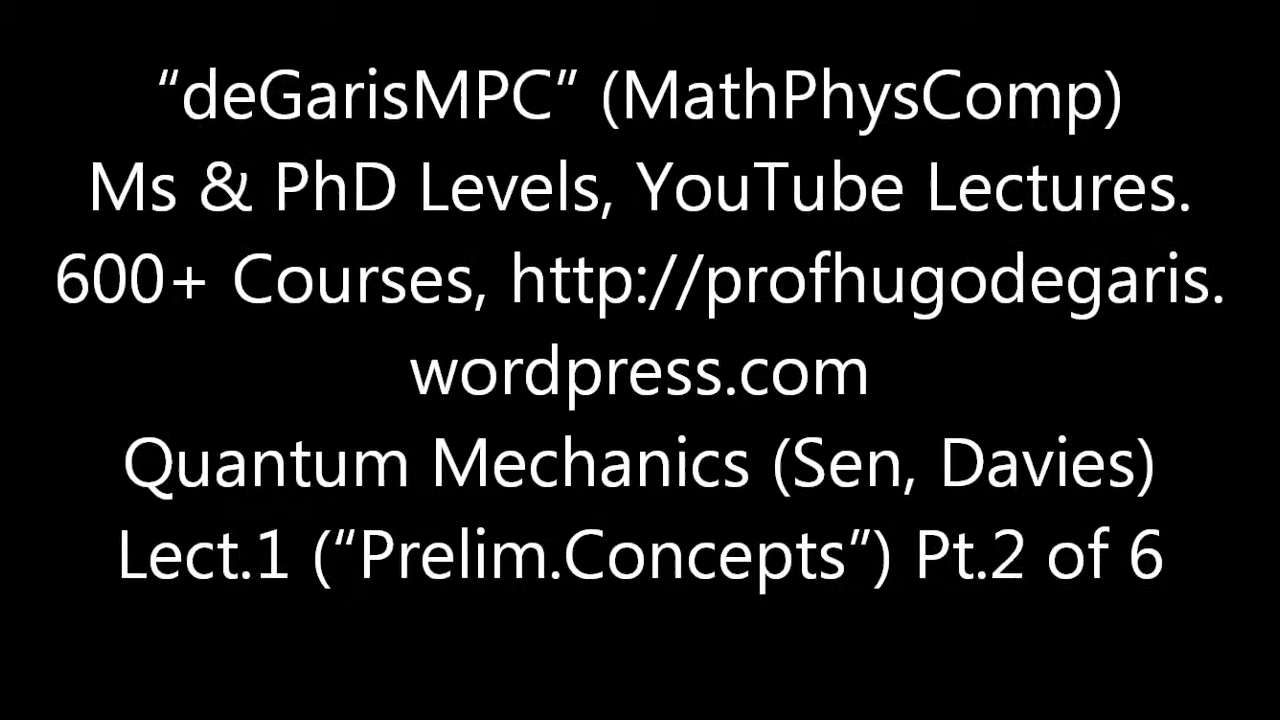 “deGarisMPC” (MathPhysComp)
Ms & PhD Levels, YouTube Lectures.
600+ Courses, http://profhugodegaris.
wordpress.com
Quantum Mechanics (Sen, Davies)
Lect.1 (“Prelim.Concepts”) Pt.2 of 6